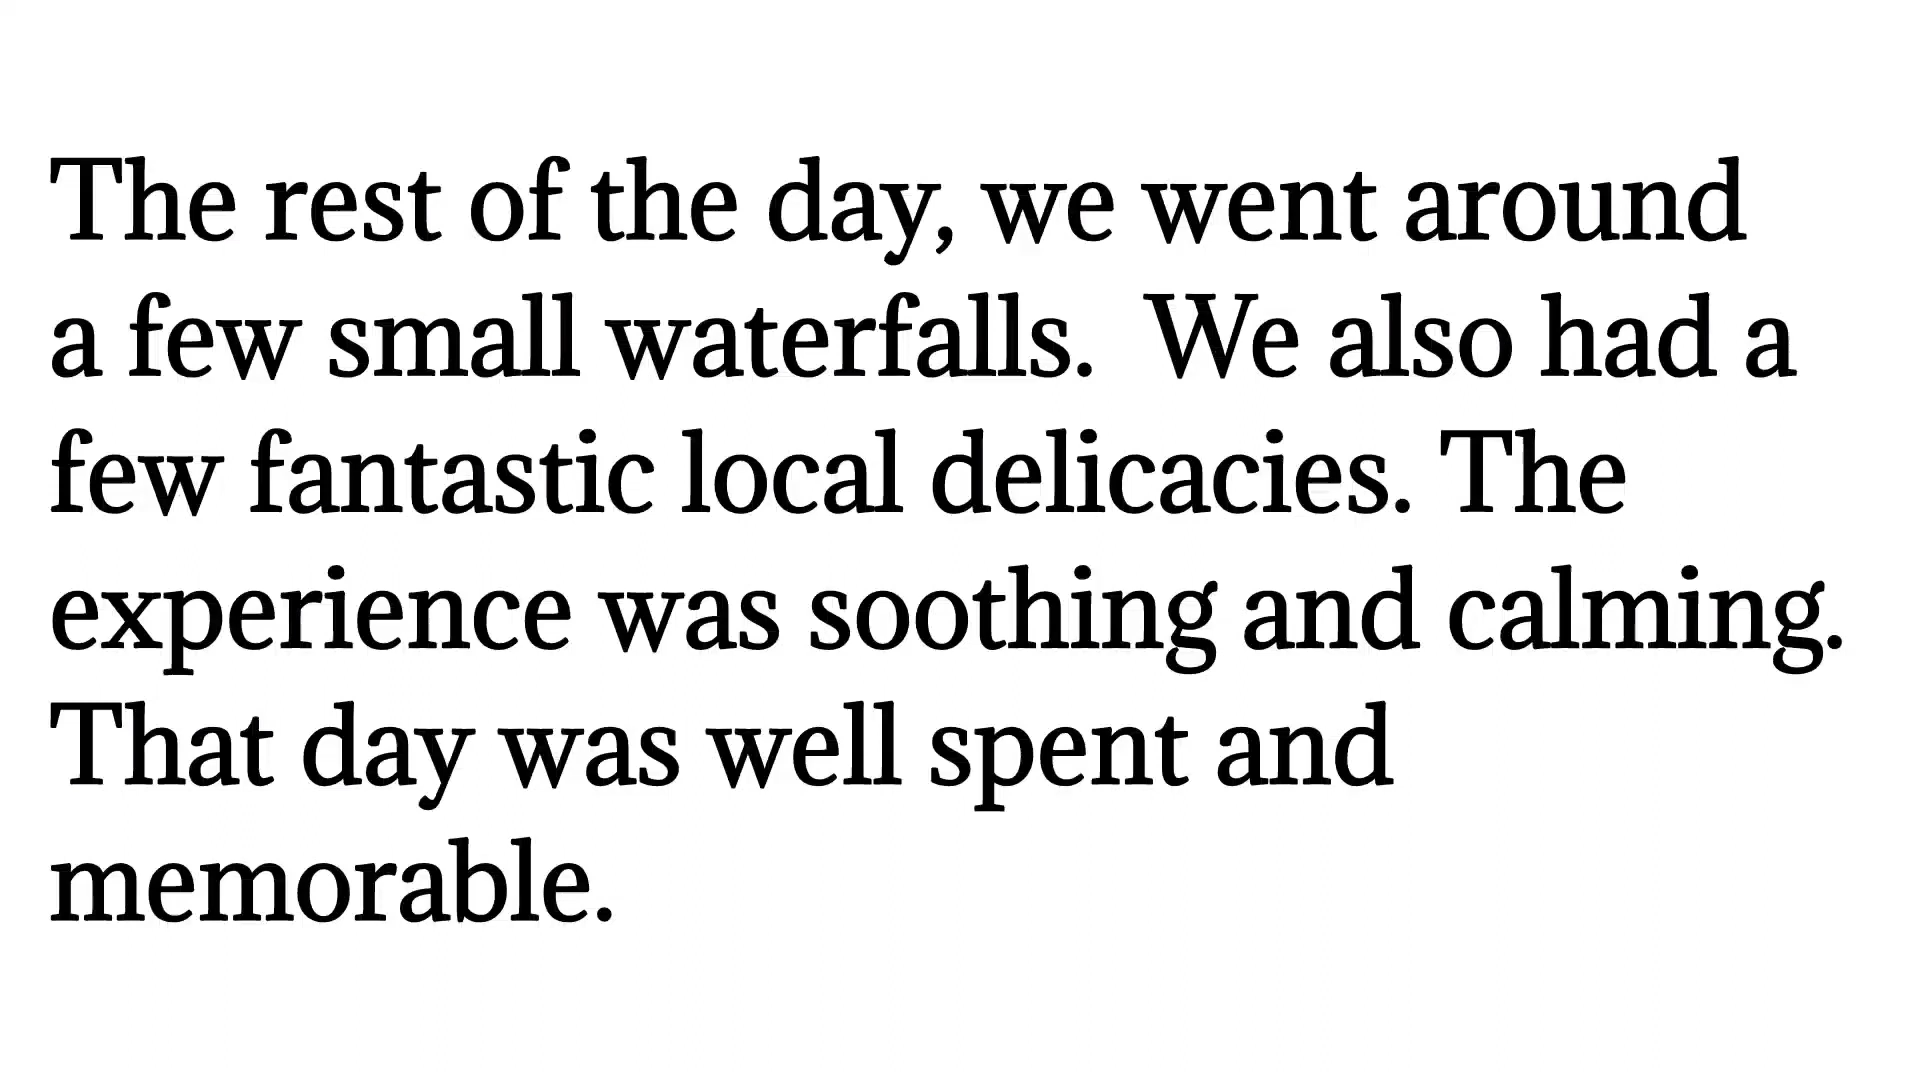 The rest of the day, we went around
a few small waterfalls.  We also had a
few fantastic local delicacies. The
experience was soothing and calming.
That day was well spent and
memorable.